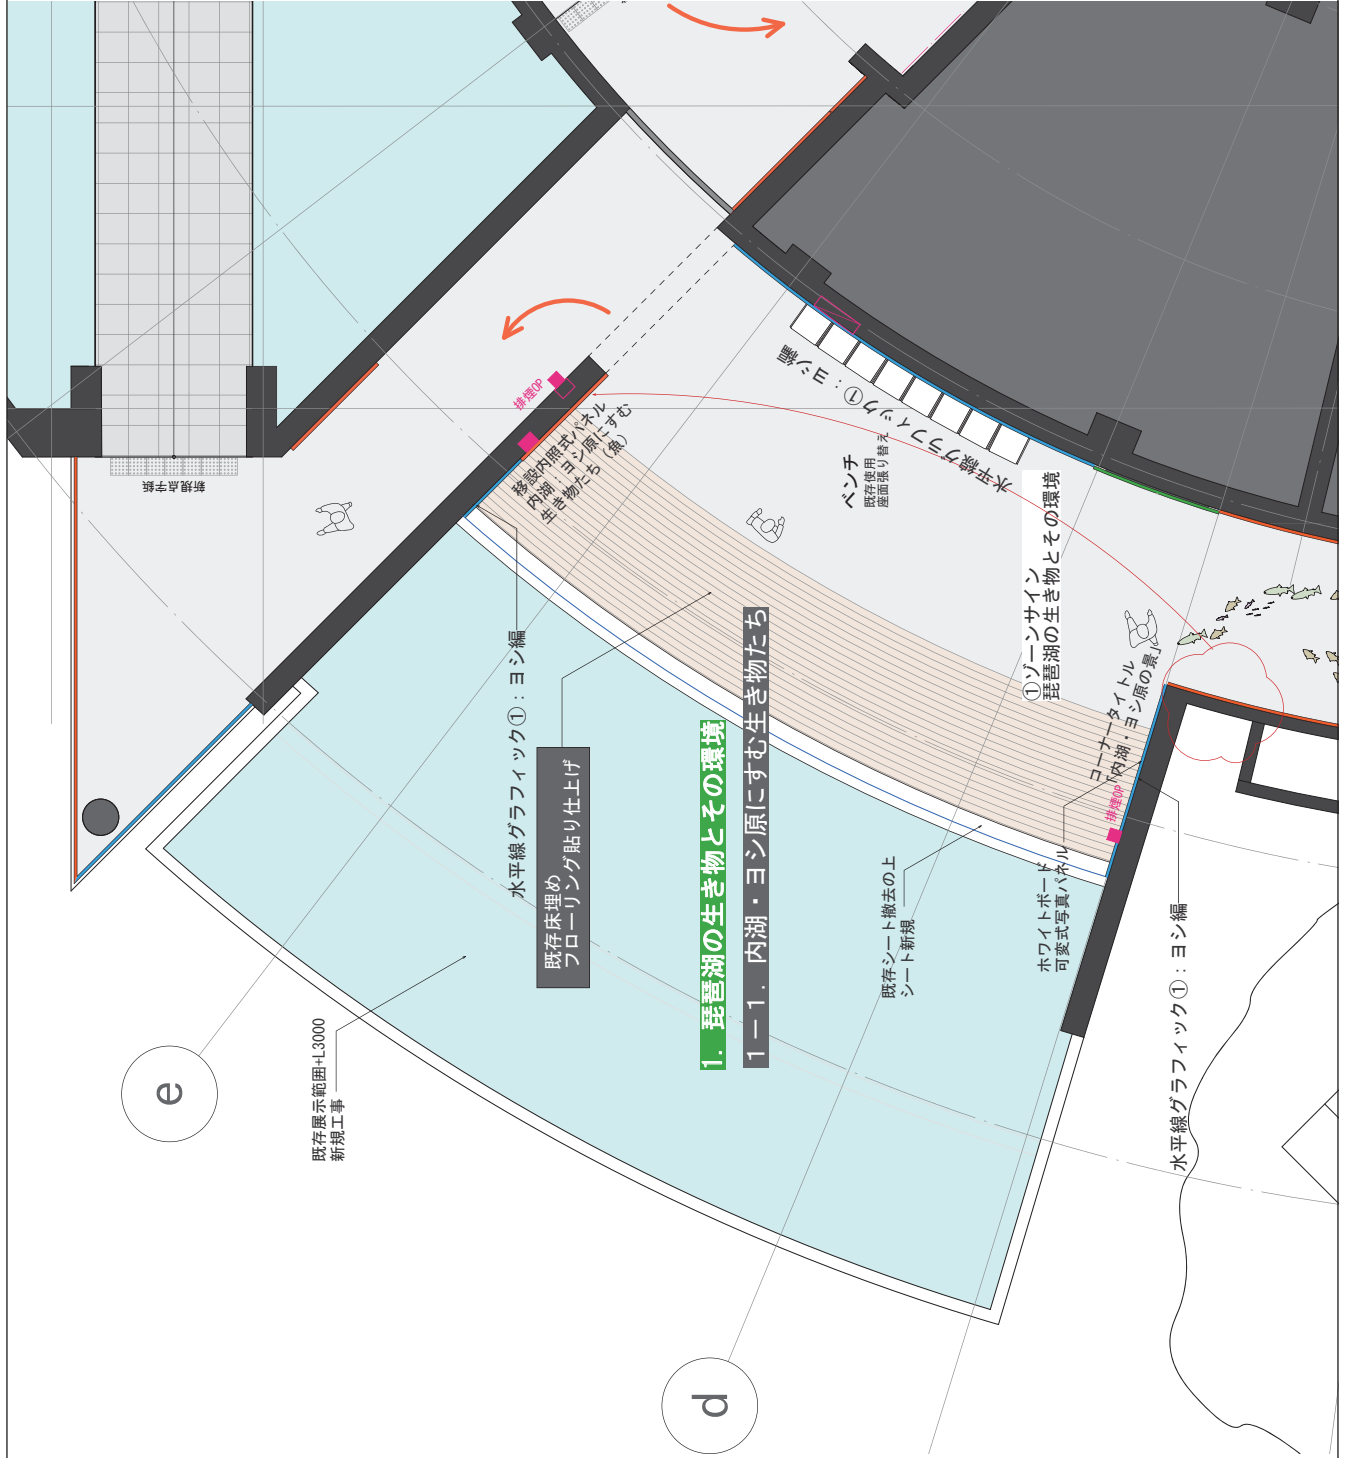 新規点字鋲
排煙OP
移設内照式パネル
内湖：ヨシ原にすむ
生き物たち（魚）
水平線グラフィック①：ヨシ編
ベンチ
既存使用
座面張り替え
水平線グラフィック①：ヨシ編
①ゾーンサイン
琵琶湖の生き物とその環境
コーナータイトル
「内湖・ヨシ原の景」
排煙OP
既存床埋め
フローリング貼り仕上げ
1. 琵琶湖の生き物とその環境
1－1. 内湖・ヨシ原にすむ生き物たち
既存シート撤去の上
シート新規
ホワイトボード
可変式写真パネル
水平線グラフィック①：ヨシ編
既存展示範囲+L3000
新規工事
e
d